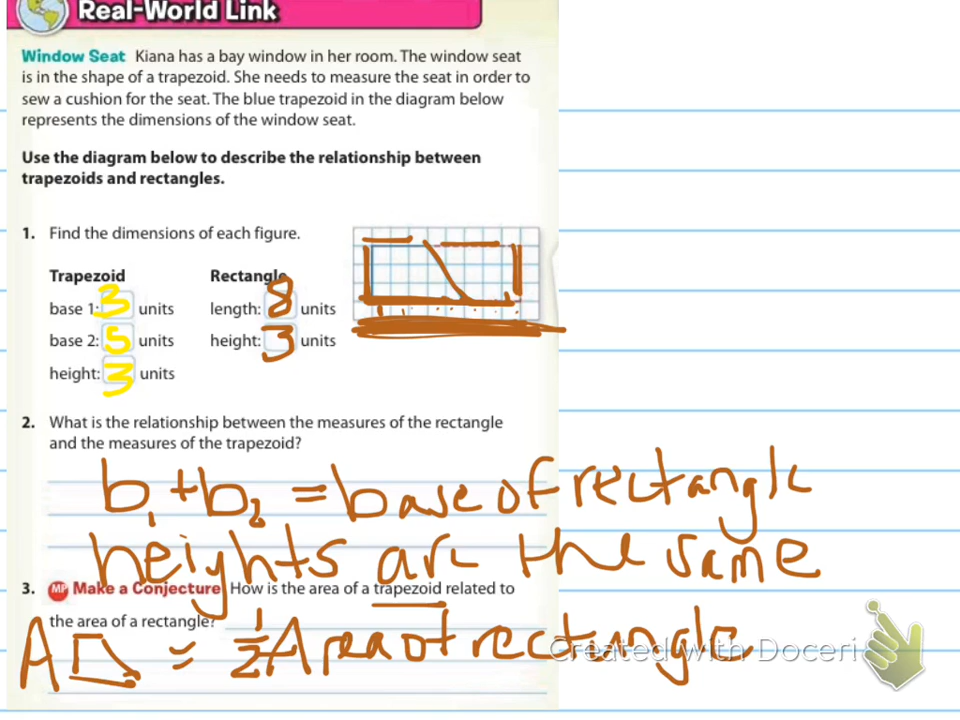 Real-World Link
Window Seat Kiana has a bay window in her room. The window seat
is in the shape of a trapezoid. She needs to measure the seat in order to
sew a cushion for the seat. The blue trapezoid in the diagram below
represents the dimensions of the window seat.
Use the diagram below to describe the relationship between
trapezoids and rectangles.
1. Find the dimensions of each figure.
Trapezoid Rectangle
base 1: 3 units length: 8 units
base 2: 5 units height: 3 units
height: 3 units
2. What is the relationship between the measures of the rectangle
and the measures of the trapezoid?
b₁ + b₂ = base of rectangle
heights are the same
3. MP Make a Conjecture How is the area of a trapezoid related to
the area of a rectangle?
A = 1/2 Area of rectangle
Created with Doceri